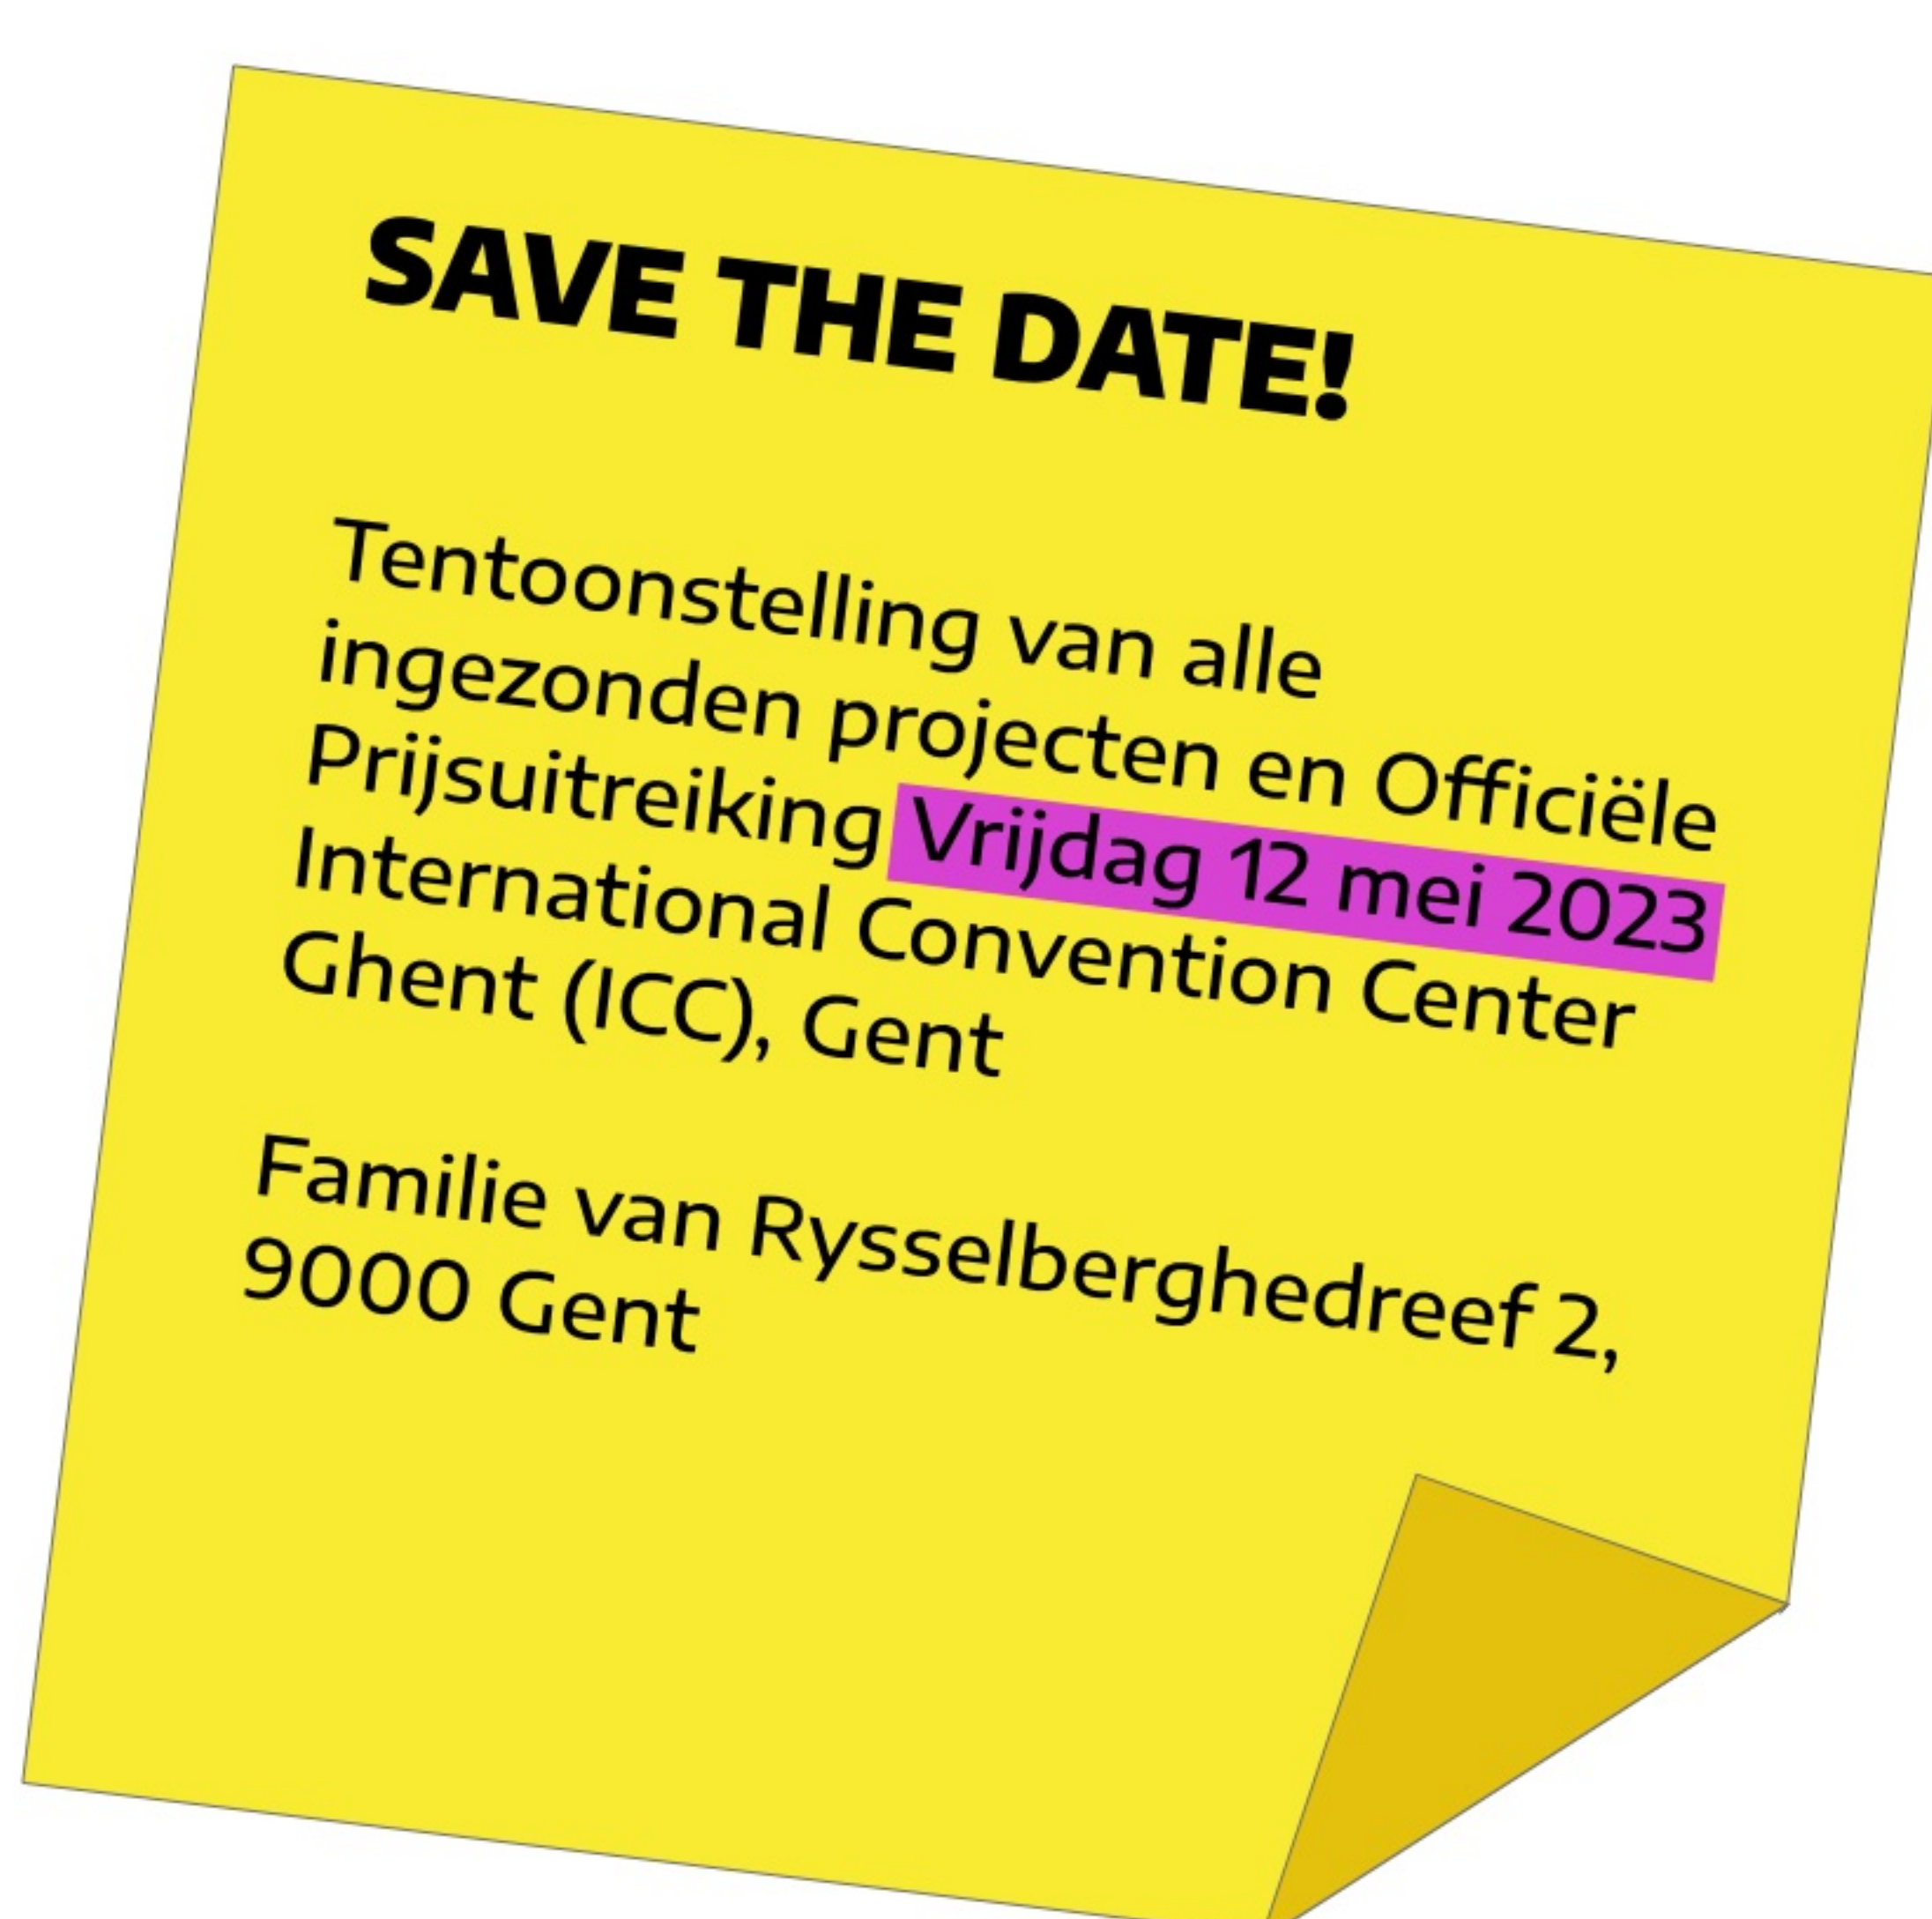 SAVE THE DATE!
Tentoonstelling van alle
ingezonden projecten en Officiële
Prijsuitreiking Vrijdag 12 mei 2023
International Convention Center
Ghent (ICC), Gent
Familie van Rysselberghedreef 2,
9000 Gent